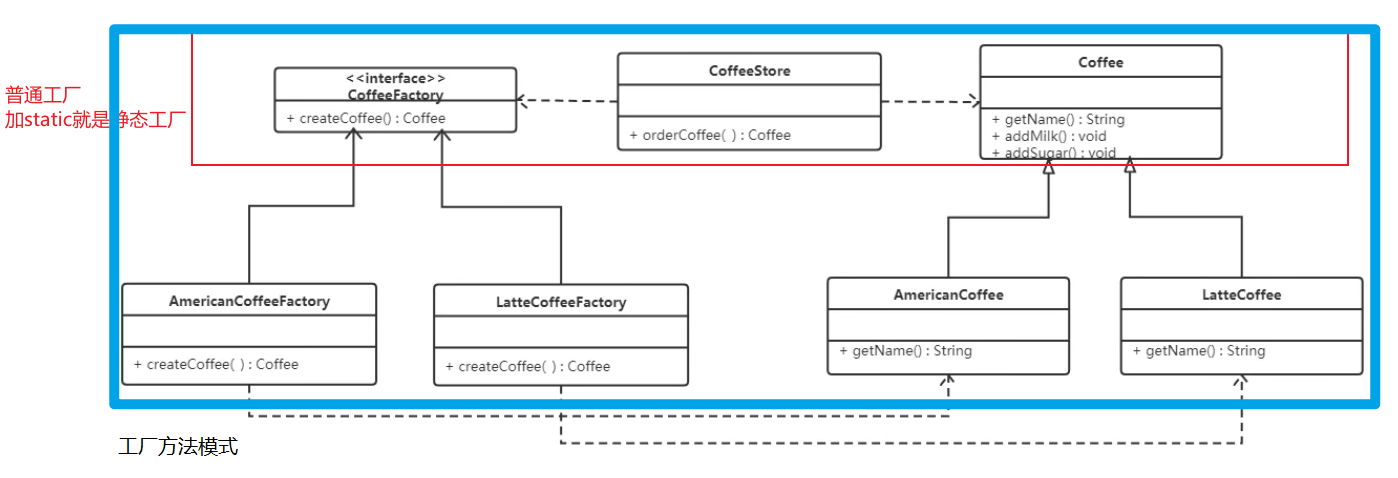 普通工厂
加static就是静态工厂
<<interface>>
CoffeeFactory
+ createCoffee() : Coffee
CoffeeStore
+ orderCoffee( ) : Coffee
Coffee
+ getName() : String
+ addMilk() : void
+ addSugar() : void
AmericanCoffeeFactory
+ createCoffee( ) : Coffee
LatteCoffeeFactory
+ createCoffee( ) : Coffee
AmericanCoffee
+ getName() : String
LatteCoffee
+ getName() : String
工厂方法模式